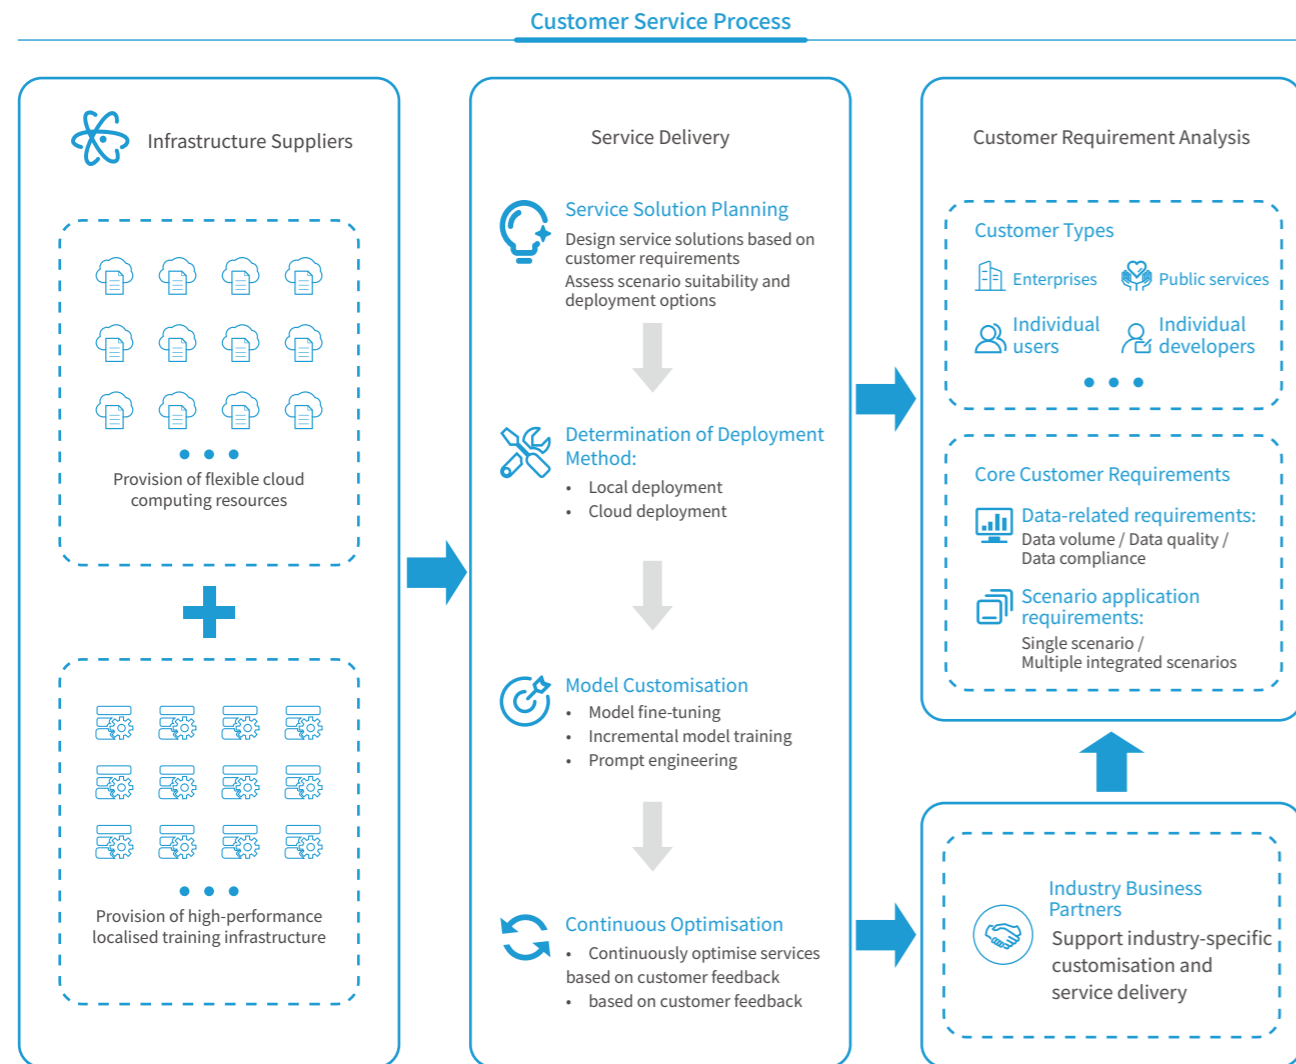 Customer Service Process
Infrastructure Suppliers
Provision of flexible cloud
computing resources
Provision of high-performance
localised training infrastructure
Service Delivery
Service Solution Planning
Design service solutions based on
customer requirements
Assess scenario suitability and
deployment options
Determination of Deployment
Method:
• Local deployment
• Cloud deployment
Model Customisation
• Model fine-tuning
• Incremental model training
• Prompt engineering
Continuous Optimisation
• Continuously optimise services
based on customer feedback
• based on customer feedback
Customer Requirement Analysis
Customer Types
Enterprises
Public services
Individual
users
Individual
developers
Core Customer Requirements
Data-related requirements:
Data volume / Data quality /
Data compliance
Scenario application
requirements:
Single scenario /
Multiple integrated scenarios
Industry Business
Partners
Support industry-specific
customisation and
service delivery